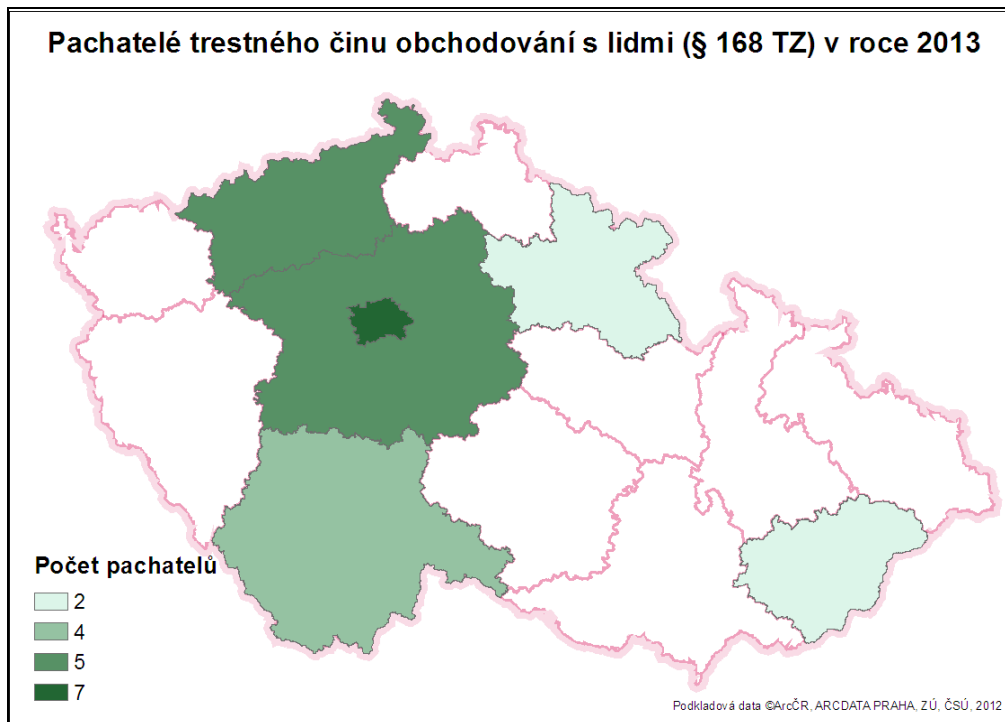 Pachatelé trestného činu obchodování s lidmi (§ 168 TZ) v roce 2013
Počet pachatelů
2
4
5
7
Podkladová data ©ArcČR, ARCDATA PRAHA, ZÚ, ČSÚ, 2012